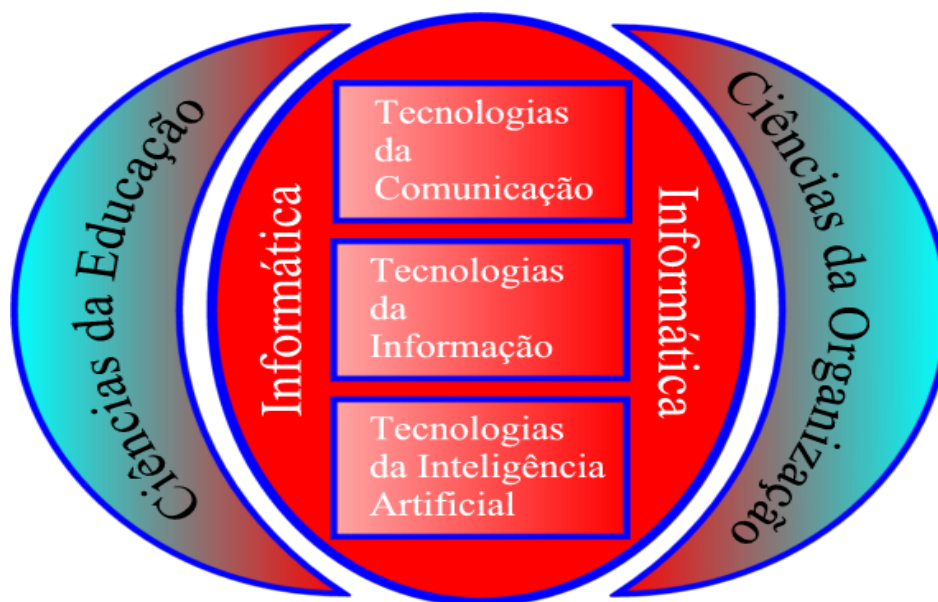 Ciências da Educação
Informática
Tecnologias
da
Comunicação
Tecnologias
da
Informação
Tecnologias
da Inteligência
Artificial
Informática
Ciências da Organização